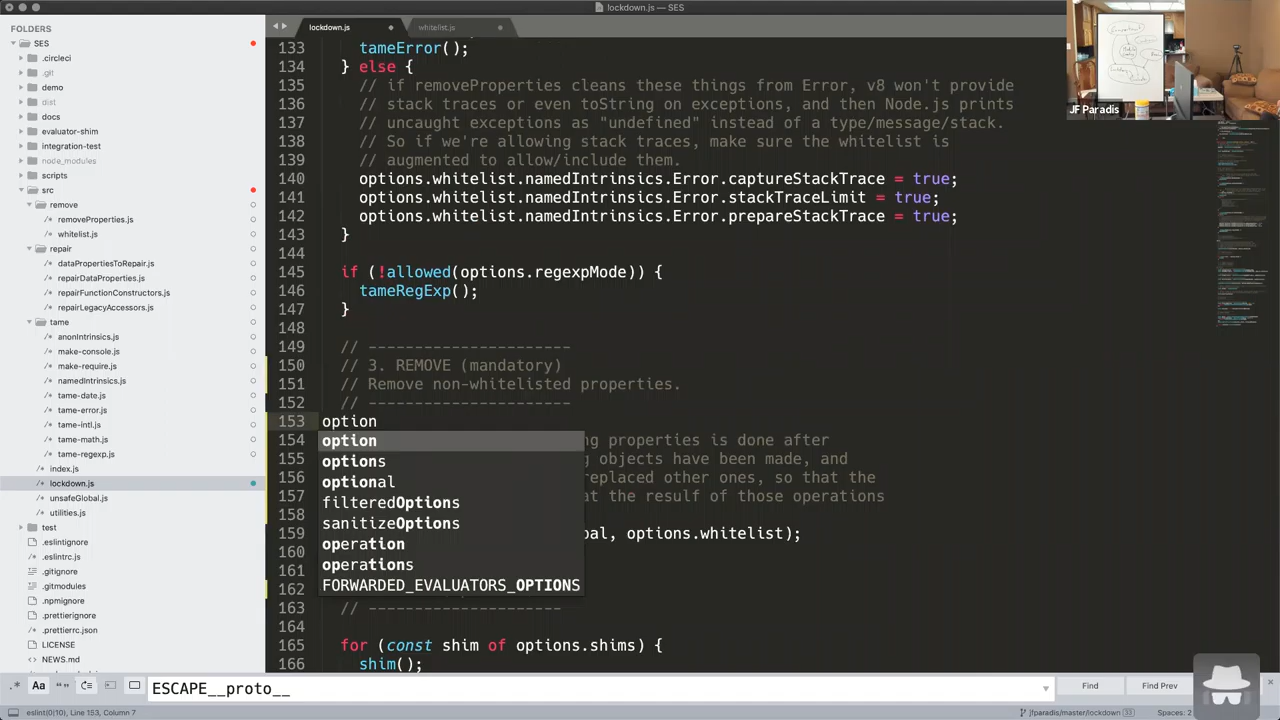 lockdown.js — SES
FOLDERS
SES
.circleci
.git
demo
dist
docs
evaluator-shim
integration-test
node_modules
scripts
src
remove
removeProperties.js
whitelist.js
repair
dataPropertiesToRepair.js
repairDataProperties.js
repairFunctionConstructors.js
repairLegacyAccessors.js
tame
anonIntrinsics.js
make-console.js
make-require.js
namedIntrinsics.js
tame-date.js
tame-error.js
tame-intl.js
tame-math.js
tame-regexp.js
index.js
lockdown.js
unsafeGlobal.js
utilities.js
test
.eslintignore
.eslintrc.js
.gitignore
.gitmodules
.npmignore
.prettierignore
.prettierrc.json
LICENSE
NEWS.md
lockdown.js
whitelist.js
133 tameError();
134 } else {
135 // if removeProperties cleans these things from Error, v8 won't provide
136 // stack traces or even toString on exceptions, and then Node.js prints
137 // uncaught exceptions as "undefined" instead of a type/message/stack.
138 // So if we're allowing stack traces, make sure the whitelist is
139 // augmented to allow/include them.
140 options.whitelist.namedIntrinsics.Error.captureStackTrace = true;
141 options.whitelist.namedIntrinsics.Error.stackTraceLimit = true;
142 options.whitelist.namedIntrinsics.Error.prepareStackTrace = true;
143 }
144
145 if (!allowed(options.regexpMode)) {
146 tameRegExp();
147 }
148
149 // ----------------------
150 // 3. REMOVE (mandatory)
151 // Remove non-whitelisted properties.
152 // ----------------------
153 option
154 ng properties is done after
155 g objects have been made, and
156 replaced other ones, so that the
157 at the resulf of those operations
158
159 bal, options.whitelist);
160
161
162
163 // ---------------------
164
165 for (const shim of options.shims) {
166 shim();
option
options
optional
filteredOptions
sanitizeOptions
operation
operations
FORWARDED_EVALUATORS_OPTIONS
JF Paradis
.* Aa “”
ESCAPE__proto__
Find
Find Prev
eslint(0|10), Line 153, Column 7
jfparadis/master/lockdown 33
Spaces: 2